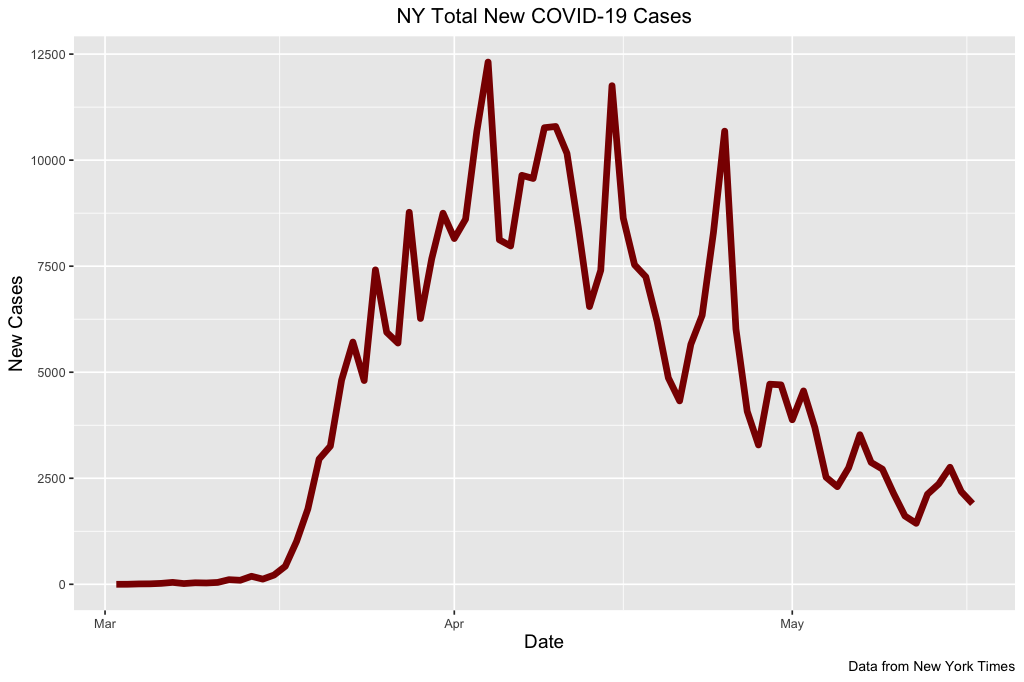 NY Total New COVID-19 Cases
12500
10000
7500
5000
2500
0
New Cases
Mar Apr May
Date
Data from New York Times